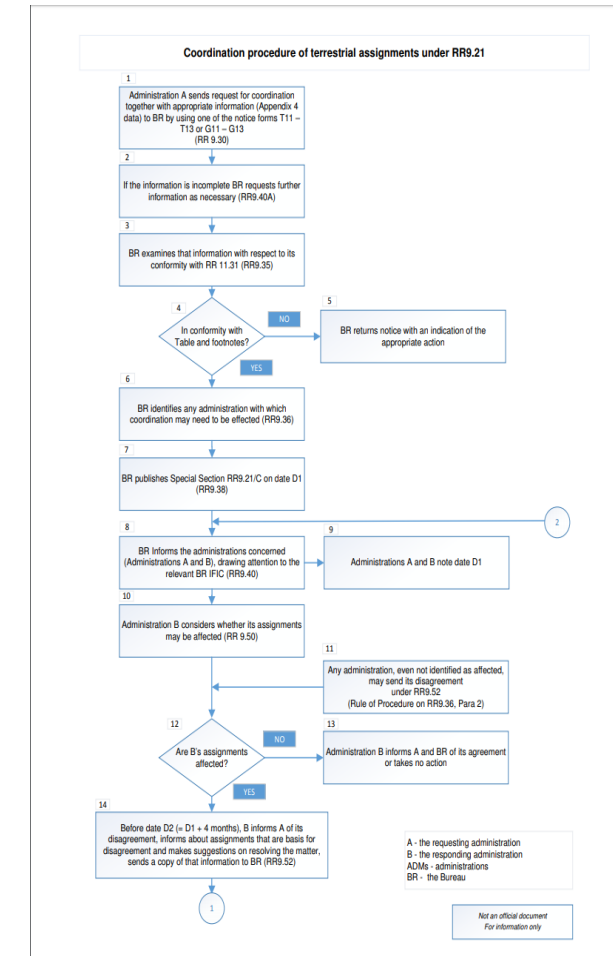 Coordination procedure of terrestrial assignments under RR9.21
1
Administration A sends request for coordination
together with appropriate information (Appendix 4
data) to BR by using one of the notice forms T11 –
T13 or G11 – G13
(RR 9.30)
2
If the information is incomplete BR requests further
information as necessary (RR9.40A)
3
BR examines that information with respect to its
conformity with RR 11.31 (RR9.35)
4
In conformity with
Table and footnotes?
NO
YES
5
BR returns notice with an indication of the
appropriate action
6
BR identifies any administration with which
coordination may need to be effected (RR9.36)
7
BR publishes Special Section RR9.21/C on date D1
(RR9.38)
2
8
BR Informs the administrations concerned
(Administrations A and B), drawing attention to the
relevant BR IFIC (RR9.40)
9
Administrations A and B note date D1
10
Administration B considers whether its assignments
may be affected (RR 9.50)
11
Any administration, even not identified as affected,
may send its disagreement
under RR9.52
(Rule of Procedure on RR9.36, Para 2)
12
Are B's assignments
affected?
NO
YES
13
Administration B informs A and BR of its agreement
or takes no action
14
Before date D2 (= D1 + 4 months), B informs A of its
disagreement, informs about assignments that are basis for
disagreement and makes suggestions on resolving the matter,
sends a copy of that information to BR (RR9.52)
1
A - the requesting administration
B - the responding administration
ADMs - administrations
BR - the Bureau
Not an official document
For information only